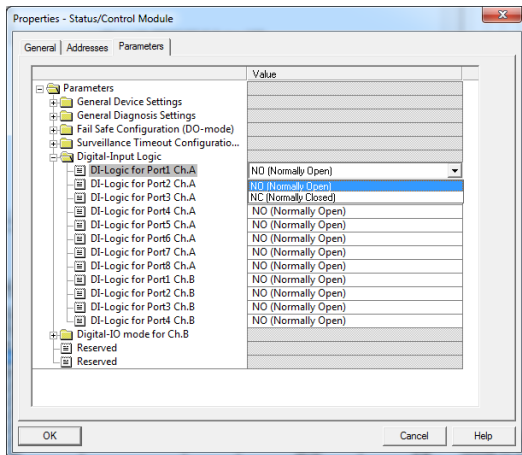 Properties - Status/Control Module
General Addresses Parameters
Value
Parameters
General Device Settings
General Diagnosis Settings
Fail Safe Configuration (DO-mode)
Surveillance Timeout Configuratio...
Digital-Input Logic
DI-Logic for Port1 Ch.A NO (Normally Open)
DI-Logic for Port2 Ch.A NO (Normally Open)
DI-Logic for Port3 Ch.A NC (Normally Closed)
DI-Logic for Port4 Ch.A NO (Normally Open)
DI-Logic for Port5 Ch.A NO (Normally Open)
DI-Logic for Port6 Ch.A NO (Normally Open)
DI-Logic for Port7 Ch.A NO (Normally Open)
DI-Logic for Port8 Ch.A NO (Normally Open)
DI-Logic for Port1 Ch.B NO (Normally Open)
DI-Logic for Port2 Ch.B NO (Normally Open)
DI-Logic for Port3 Ch.B NO (Normally Open)
DI-Logic for Port4 Ch.B NO (Normally Open)
Digital-IO mode for Ch.B
Reserved
Reserved
OK Cancel Help